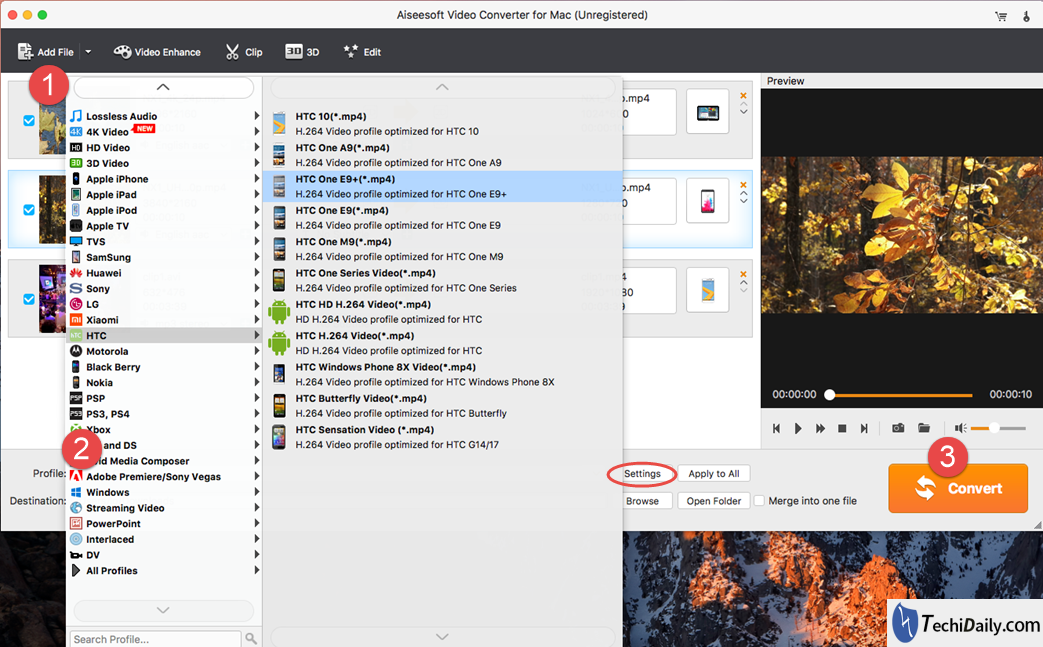 Aiseesoft Video Converter for Mac (Unregistered)
Add File
Video Enhance
Clip
3D 3D
Edit
1
Preview
Lossless Audio
4K 4K Video NEW
HD HD Video
3D 3D Video
Apple iPhone
Apple iPad
Apple iPod
Apple TV
TVS
SamSung
Huawei
Sony
LG
Xiaomi
HTC
Motorola
Black Berry
Nokia
PSP PSP
PS3 PS3, PS4
Xbox
and DS
2
Media Composer
Adobe Premiere/Sony Vegas
Windows
Streaming Video
PowerPoint
Interlaced
DV
All Profiles
Search Profile...
HTC 10(*.mp4)
H.264 Video profile optimized for HTC 10
HTC One A9(*.mp4)
H.264 Video profile optimized for HTC One A9
HTC One E9+(*.mp4)
H.264 Video profile optimized for HTC One E9+
HTC One E9(*.mp4)
H.264 Video profile optimized for HTC One E9
HTC One M9(*.mp4)
H.264 Video profile optimized for HTC One M9
HTC One Series Video(*.mp4)
H.264 Video profile optimized for HTC One Series
HTC HD H.264 Video(*.mp4)
HD H.264 Video profile optimized for HTC
HTC H.264 Video(*.mp4)
HD H.264 Video profile optimized for HTC
HTC Windows Phone 8X Video(*.mp4)
H.264 Video profile optimized for HTC Windows Phone 8X
HTC Butterfly Video(*.mp4)
H.264 Video profile optimized for HTC Butterfly
HTC Sensation Video (*.mp4)
H.264 Video profile optimized for HTC G14/17
.mp4
0
.mp4
0
4
80
9
00:00:00
00:00:10
Profile:
Settings
Apply to All
Destination:
Browse
Open Folder
Merge into one file
3
Convert
TechiDaily.com